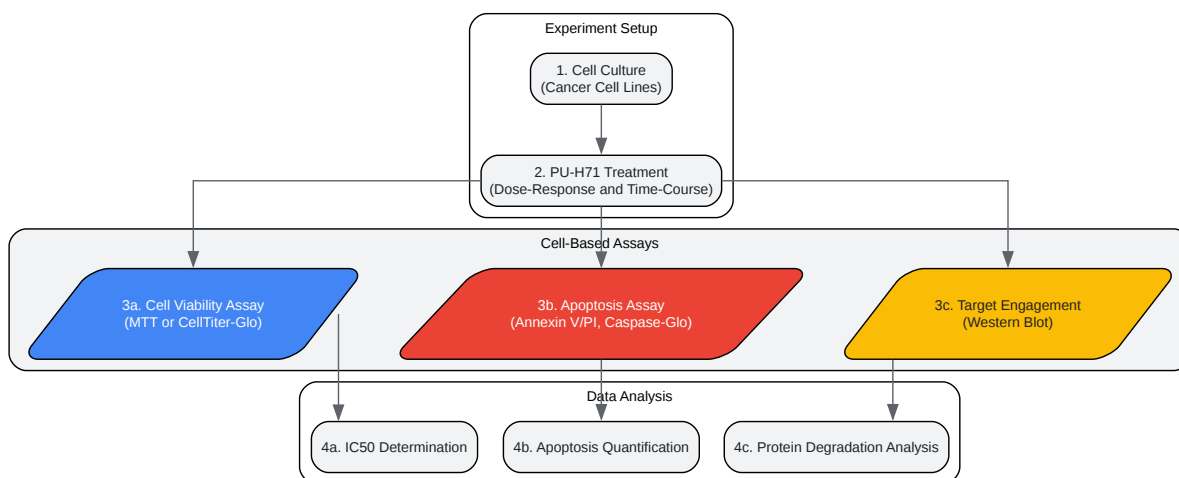 Experiment Setup
1. Cell Culture
(Cancer Cell Lines)
2. PU-H71 Treatment
(Dose-Response and Time-Course)
Cell-Based Assays
3a. Cell Viability Assay
(MTT or CellTiter-Glo)
3b. Apoptosis Assay
(Annexin V/PI, Caspase-Glo)
3c. Target Engagement
(Western Blot)
Data Analysis
4a. IC50 Determination
4b. Apoptosis Quantification
4c. Protein Degradation Analysis